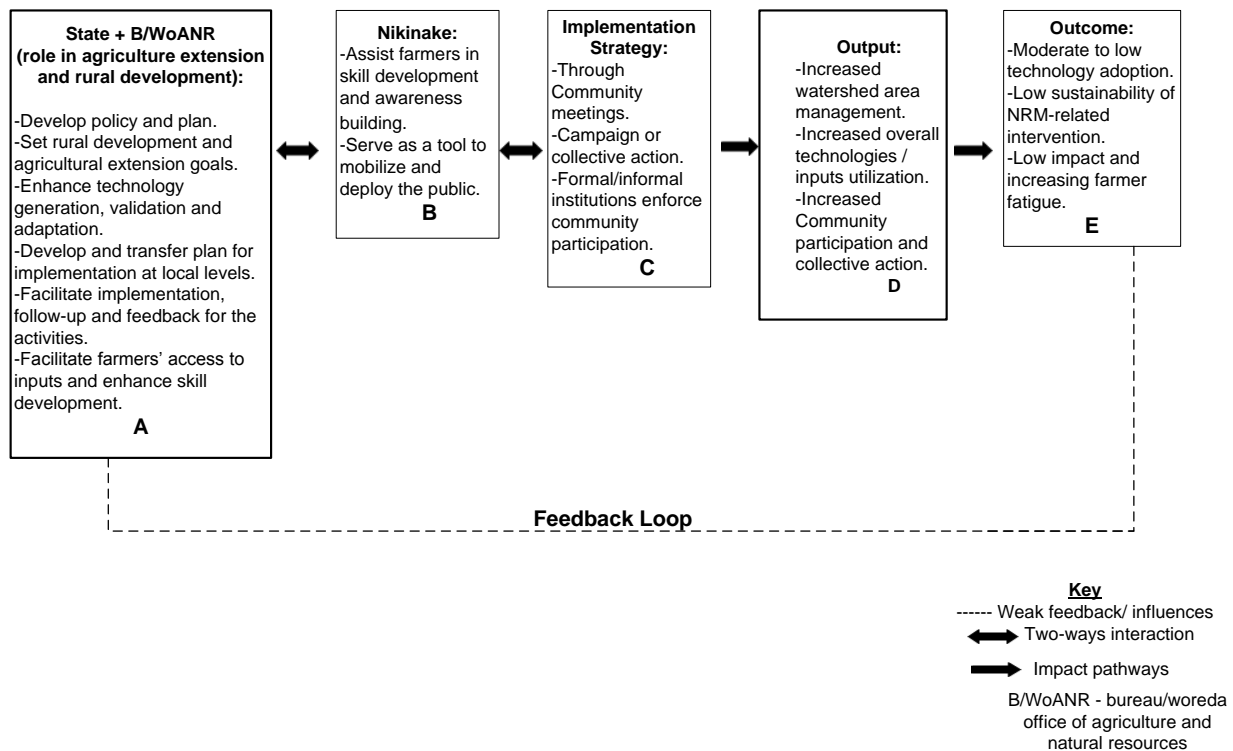 State + B/WoANR
(role in agriculture extension
and rural development):
-Develop policy and plan.
-Set rural development and
agricultural extension goals.
-Enhance technology
generation, validation and
adaptation.
-Develop and transfer plan for
implementation at local levels.
-Facilitate implementation,
follow-up and feedback for the
activities.
-Facilitate farmers’ access to
inputs and enhance skill
development.
A
Nikinake:
-Assist farmers in
skill development
and awareness
building.
-Serve as a tool to
mobilize and
deploy the public.
B
Implementation
Strategy:
-Through
Community
meetings.
-Campaign or
collective action.
-Formal/informal
institutions enforce
community
participation.
C
Output:
-Increased
watershed area
management.
-Increased overall
technologies /
inputs utilization.
-Increased
Community
participation and
collective action.
D
Outcome:
-Moderate to low
technology adoption.
-Low sustainability of
NRM-related
intervention.
-Low impact and
increasing farmer
fatigue.
E
Feedback Loop
Key
------ Weak feedback/ influences
Two-ways interaction
Impact pathways
B/WoANR - bureau/woreda
office of agriculture and
natural resources